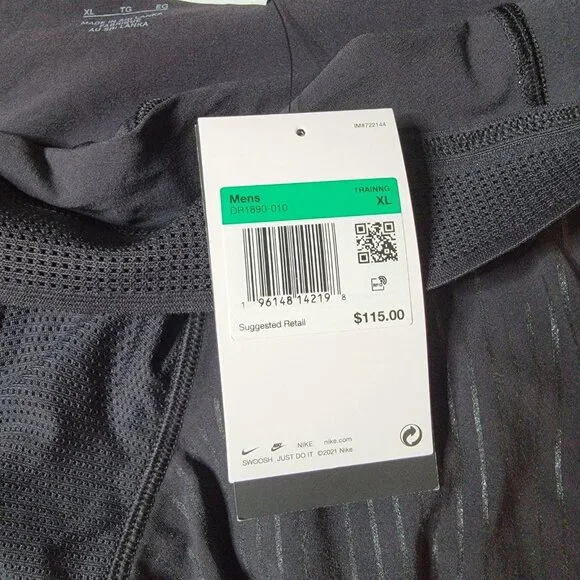 XL TG EG
MADE IN SRI LANKA
AU SRI LANKA
IM#722144
Mens TRAINNG
DR1890-010 XL
1 96148 14219 8
Suggested Retail $115.00
NIKE nike.com
SWOOSH JUST DO IT ©2021 Nike